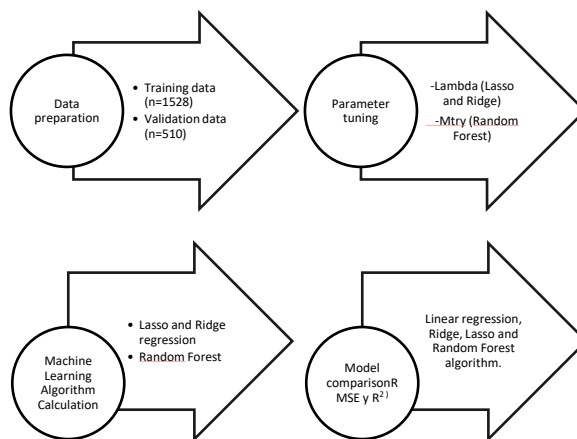 Data
preparation
• Training data
(n=1528)
• Validation data
(n=510)
Parameter
tuning
-Lambda (Lasso
and Ridge)
-Mtry (Random
Forest)
Machine
Learning
Algorithm
Calculation
• Lasso and Ridge
regression
• Random Forest
Model
comparisonR
MSE y R²⁾
Linear regression,
Ridge, Lasso and
Random Forest
algorithm.